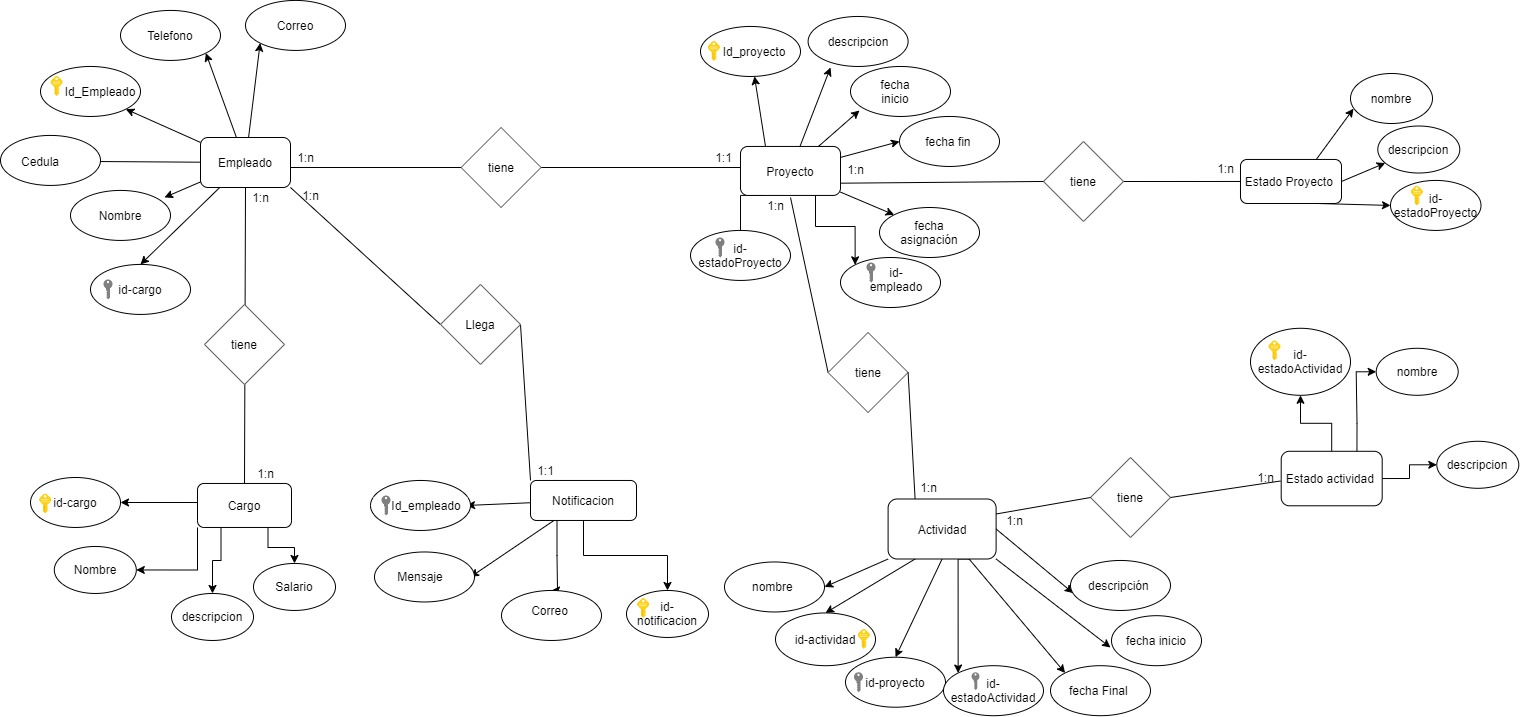 Correo
Telefono
Id_proyecto
descripcion
Id_Empleado
fecha
inicio
nombre
fecha fin
descripcion
Cedula
Empleado
1:n
tiene
1:1
Proyecto
1:n
tiene
1:n
Estado Proyecto
1:n
1:n
1:n
id-
estadoProyecto
Nombre
fecha
asignación
id-
estadoProyecto
id-cargo
id-
empleado
Llega
tiene
tiene
id-
estadoActividad
nombre
1:n
1:1
1:n
1:n
Estado actividad
descripcion
id-cargo
Cargo
Id_empleado
Notificacion
tiene
1:n
Actividad
Nombre
Salario
Mensaje
nombre
descripción
descripcion
Correo
id-
notificacion
id-actividad
fecha inicio
id-proyecto
id-
estadoActividad
fecha Final